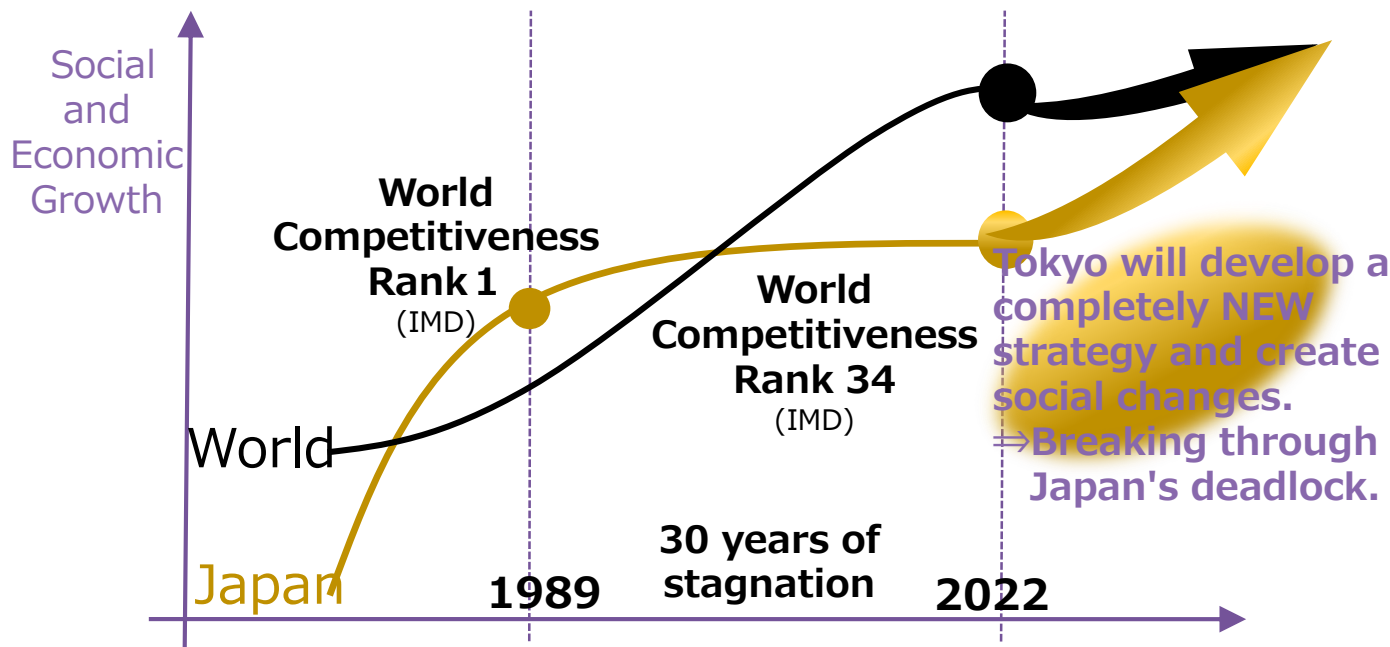 Social
and
Economic
Growth
World
Competitiveness
Rank 1
(IMD)
World
Competitiveness
Rank 34
(IMD)
Tokyo will develop a
completely NEW
strategy and create
social changes.
⇒Breaking through
Japan's deadlock.
World
Japan
1989
30 years of
stagnation
2022